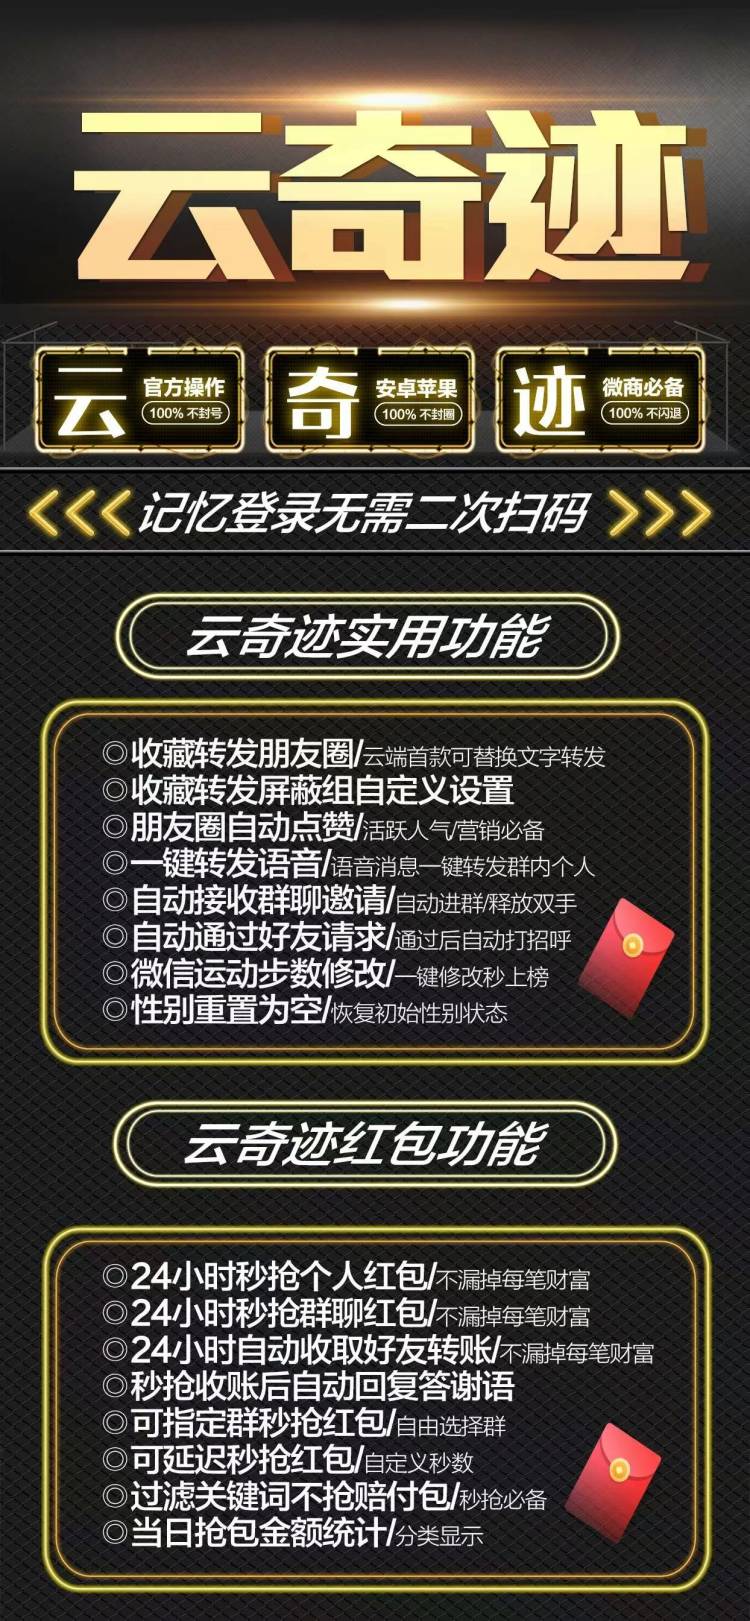 云奇迹
云 官方操作 100% 不封号
奇 安卓苹果 100% 不封圈
迹 微商必备 100% 不闪退
记忆登录无需二次扫码
云奇迹实用功能
◎收藏转发朋友圈/云端首款可替换文字转发
◎收藏转发屏蔽组自定义设置
◎朋友圈自动点赞/活跃人气/营销必备
◎一键转发语音/语音消息一键转发群内个人
◎自动接收群聊邀请/自动进群/释放双手
◎自动通过好友请求/通过后自动打招呼
◎微信运动步数修改/一键修改秒上榜
◎性别重置为空/恢复初始性别状态
云奇迹红包功能
◎24小时秒抢个人红包/不漏掉每笔财富
◎24小时秒抢群聊红包/不漏掉每笔财富
◎24小时自动收取好友转账/不漏掉每笔财富
◎秒抢收账后自动回复答谢语
◎可指定群秒抢红包/自由选择群
◎可延迟秒抢红包/自定义秒数
◎过滤关键词不抢赔付包/秒抢必备
◎当日抢包金额统计/分类显示